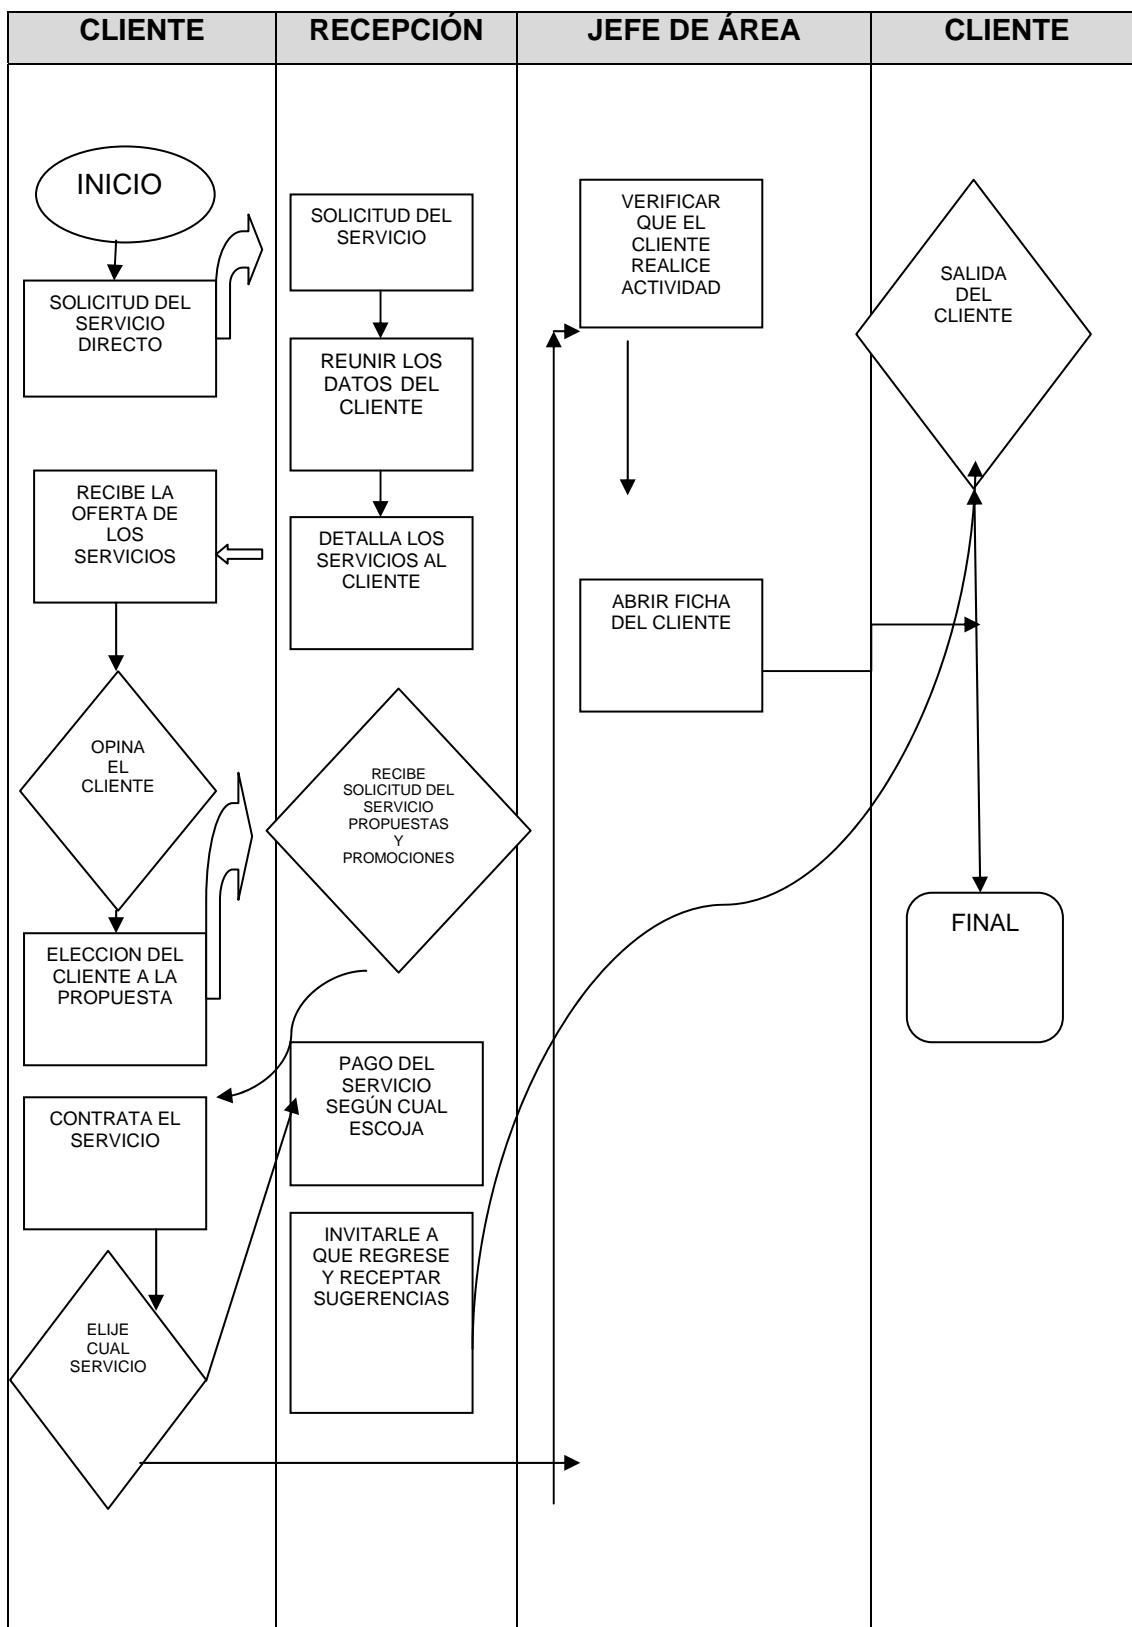 CLIENTE
RECEPCIÓN
JEFE DE ÁREA
CLIENTE
INICIO
SOLICITUD DEL
SERVICIO
DIRECTO
RECIBE LA
OFERTA DE
LOS
SERVICIOS
OPINA
EL
CLIENTE
ELECCION DEL
CLIENTE A LA
PROPUESTA
CONTRATA EL
SERVICIO
ELIJE
CUAL
SERVICIO
SOLICITUD DEL
SERVICIO
REUNIR LOS
DATOS DEL
CLIENTE
DETALLA LOS
SERVICIOS AL
CLIENTE
RECIBE
SOLICITUD DEL
SERVICIO
PROPUESTAS
Y
PROMOCIONES
PAGO DEL
SERVICIO
SEGÚN CUAL
ESCOJA
INVITARLE A
QUE REGRESE
Y RECEPTAR
SUGERENCIAS
VERIFICAR
QUE EL
CLIENTE
REALICE
ACTIVIDAD
ABRIR FICHA
DEL CLIENTE
SALIDA
DEL
CLIENTE
FINAL